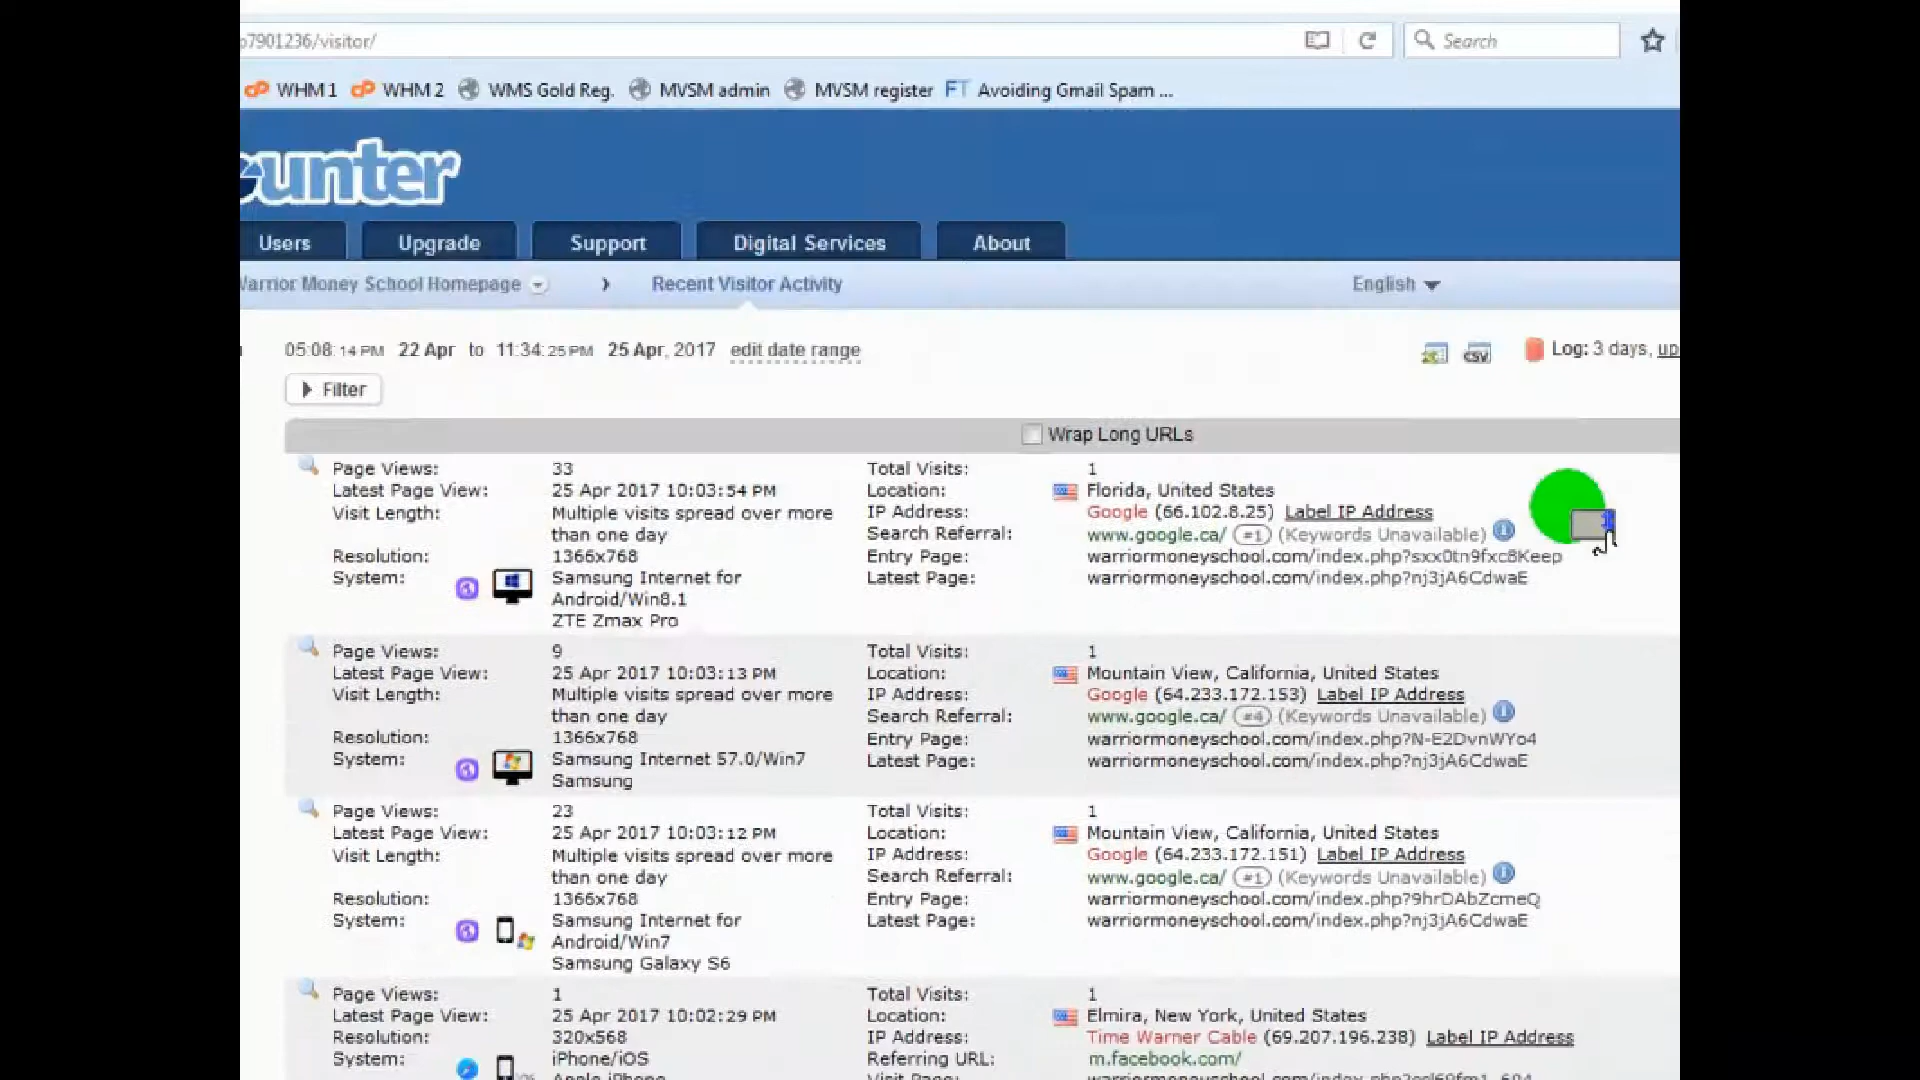 p7901236/visitor/
Search
WHM 1 WHM 2 WMS Gold Reg. MVSM admin MVSM register FT Avoiding Gmail Spam ...
ounter
Users Upgrade Support Digital Services About
Warrior Money School Homepage › Recent Visitor Activity English
05:08:14 PM 22 Apr to 11:34:25 PM 25 Apr, 2017 edit date range CSV Log: 3 days, up
Filter
Wrap Long URLs
Page Views: 33 Total Visits: 1
Latest Page View: 25 Apr 2017 10:03:54 PM Location: Florida, United States
Visit Length: Multiple visits spread over more than one day IP Address: Google (66.102.8.25) Label IP Address
Search Referral: www.google.ca/ #1 (Keywords Unavailable)
Resolution: 1366x768 Entry Page: warriormoneyschool.com/index.php?sxx0tn9fxc8Keep
System: Samsung Internet for Latest Page: warriormoneyschool.com/index.php?nj3jA6CdwaE
Android/Win8.1
ZTE Zmax Pro
Page Views: 9 Total Visits: 1
Latest Page View: 25 Apr 2017 10:03:13 PM Location: Mountain View, California, United States
Visit Length: Multiple visits spread over more IP Address: Google (64.233.172.153) Label IP Address
than one day Search Referral: www.google.ca/ #4 (Keywords Unavailable)
Resolution: 1366x768 Entry Page: warriormoneyschool.com/index.php?N-E2DvnWYo4
System: Samsung Internet 57.0/Win7 Latest Page: warriormoneyschool.com/index.php?nj3jA6CdwaE
Samsung
Page Views: 23 Total Visits: 1
Latest Page View: 25 Apr 2017 10:03:12 PM Location: Mountain View, California, United States
Visit Length: Multiple visits spread over more IP Address: Google (64.233.172.151) Label IP Address
than one day Search Referral: www.google.ca/ #1 (Keywords Unavailable)
Resolution: 1366x768 Entry Page: warriormoneyschool.com/index.php?9hrDAbZcmeQ
System: Samsung Internet for Latest Page: warriormoneyschool.com/index.php?nj3jA6CdwaE
Android/Win7
Samsung Galaxy S6
Page Views: 1 Total Visits: 1
Latest Page View: 25 Apr 2017 10:02:29 PM Location: Elmira, New York, United States
Resolution: 320x568 IP Address: Time Warner Cable (69.207.196.238) Label IP Address
System: iPhone/iOS Referring URL: m.facebook.com/
Apple iPhone Visit Page: